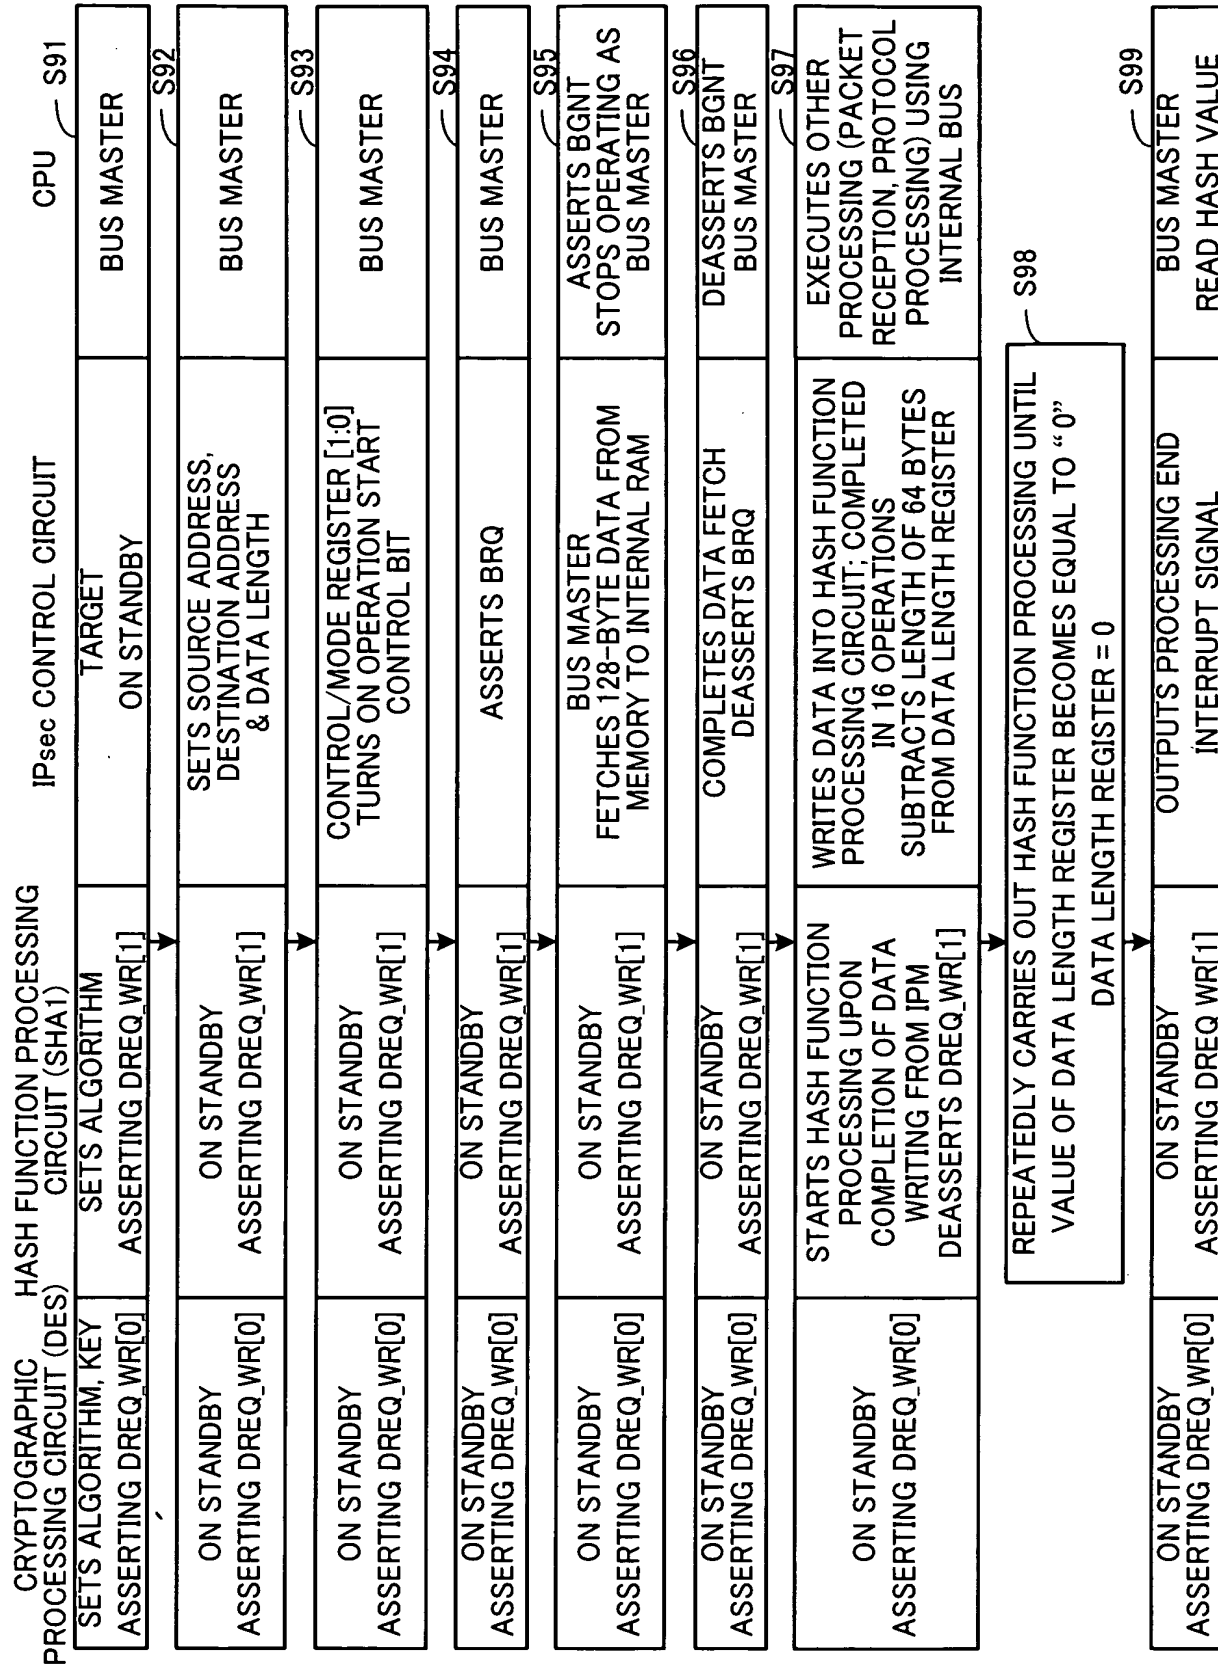 CRYPTOGRAPHIC
PROCESSING CIRCUIT (DES)
HASH FUNCTION PROCESSING
CIRCUIT (SHA1)
IPsec CONTROL CIRCUIT
CPU
S91
SETS ALGORITHM, KEY
ASSERTING DREQ_WR[0]
SETS ALGORITHM
ASSERTING DREQ_WR[1]
TARGET
ON STANDBY
BUS MASTER
S92
ON STANDBY
ASSERTING DREQ_WR[0]
ON STANDBY
ASSERTING DREQ_WR[1]
SETS SOURCE ADDRESS,
DESTINATION ADDRESS
& DATA LENGTH
BUS MASTER
S93
ON STANDBY
ASSERTING DREQ_WR[0]
ON STANDBY
ASSERTING DREQ_WR[1]
CONTROL/MODE REGISTER [1:0]
TURNS ON OPERATION START
CONTROL BIT
BUS MASTER
S94
ON STANDBY
ASSERTING DREQ_WR[0]
ON STANDBY
ASSERTING DREQ_WR[1]
ASSERTS BRQ
BUS MASTER
S95
ON STANDBY
ASSERTING DREQ_WR[0]
ON STANDBY
ASSERTING DREQ_WR[1]
BUS MASTER
FETCHES 128-BYTE DATA FROM
MEMORY TO INTERNAL RAM
ASSERTS BGNT
STOPS OPERATING AS
BUS MASTER
S96
ON STANDBY
ASSERTING DREQ_WR[0]
ON STANDBY
ASSERTING DREQ_WR[1]
COMPLETES DATA FETCH
DEASSERTS BRQ
DEASSERTS BGNT
BUS MASTER
S97
ON STANDBY
ASSERTING DREQ_WR[0]
STARTS HASH FUNCTION
PROCESSING UPON
COMPLETION OF DATA
WRITING FROM IPM
DEASSERTS DREQ_WR[1]
WRITES DATA INTO HASH FUNCTION
PROCESSING CIRCUIT; COMPLETED
IN 16 OPERATIONS
SUBTRACTS LENGTH OF 64 BYTES
FROM DATA LENGTH REGISTER
EXECUTES OTHER
PROCESSING (PACKET
RECEPTION, PROTOCOL
PROCESSING) USING
INTERNAL BUS
S98
REPEATEDLY CARRIES OUT HASH FUNCTION PROCESSING UNTIL
VALUE OF DATA LENGTH REGISTER BECOMES EQUAL TO "0"
DATA LENGTH REGISTER = 0
S99
ON STANDBY
ASSERTING DREQ_WR[0]
ON STANDBY
ASSERTING DREQ_WR[1]
OUTPUTS PROCESSING END
INTERRUPT SIGNAL
BUS MASTER
READ HASH VALUE